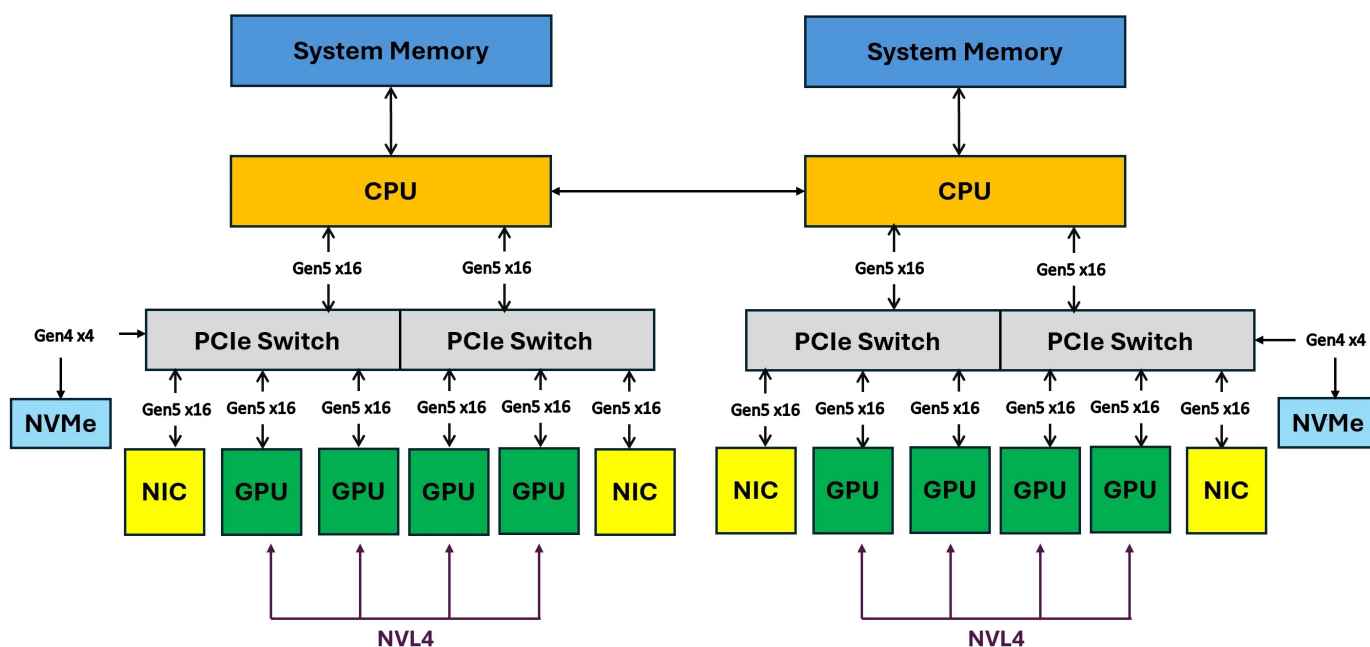 System Memory
System Memory
CPU
CPU
Gen5 x16
Gen5 x16
Gen5 x16
Gen5 x16
Gen4 x4
PCIe Switch
PCIe Switch
PCIe Switch
PCIe Switch
Gen4 x4
NVMe
Gen5 x16
Gen5 x16
Gen5 x16
Gen5 x16
Gen5 x16
Gen5 x16
Gen5 x16
Gen5 x16
Gen5 x16
Gen5 x16
Gen5 x16
Gen5 x16
NVMe
NIC
GPU
GPU
GPU
GPU
NIC
NIC
GPU
GPU
GPU
GPU
NIC
NVL4
NVL4